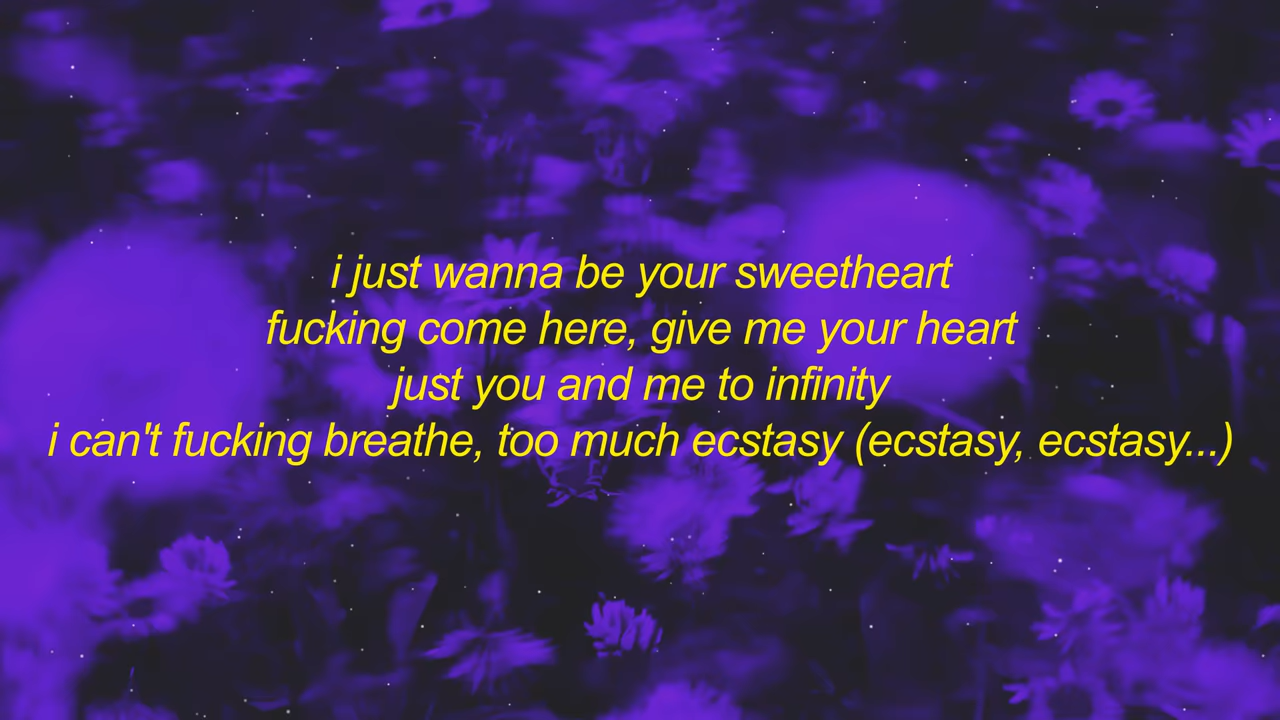 i just wanna be your sweetheart
fucking come here, give me your heart
just you and me to infinity
i can't fucking breathe, too much ecstasy (ecstasy, ecstasy...)